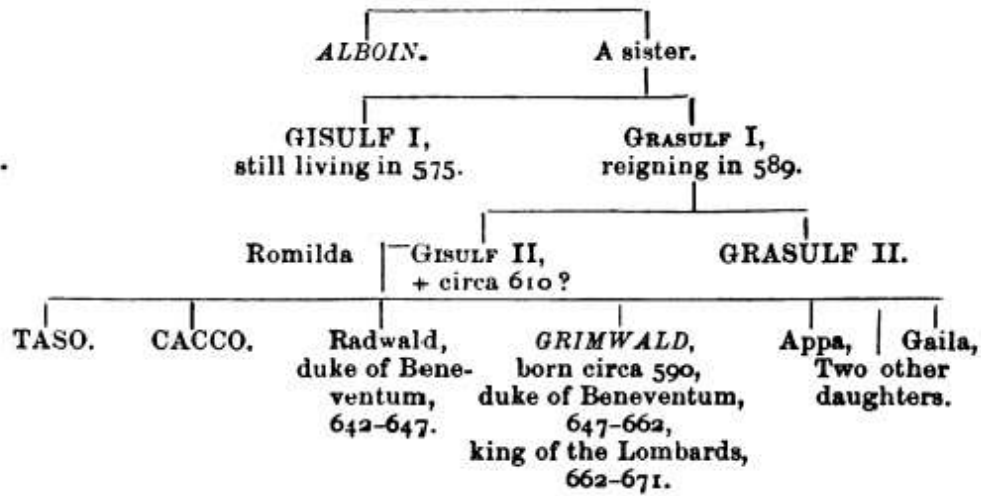 ALBOIN. A sister.
GISULF I, GRASULF I,
still living in 575. reigning in 589.
Romilda GISULF II, GRASULF II.
+ circa 610?
TASO. CACCO. Radwald, GRIMWALD, Appa, Gaila,
duke of Bene- born circa 590, Two other
ventum, duke of Beneventum, daughters.
642-647. 647-662,
king of the Lombards,
662-671.